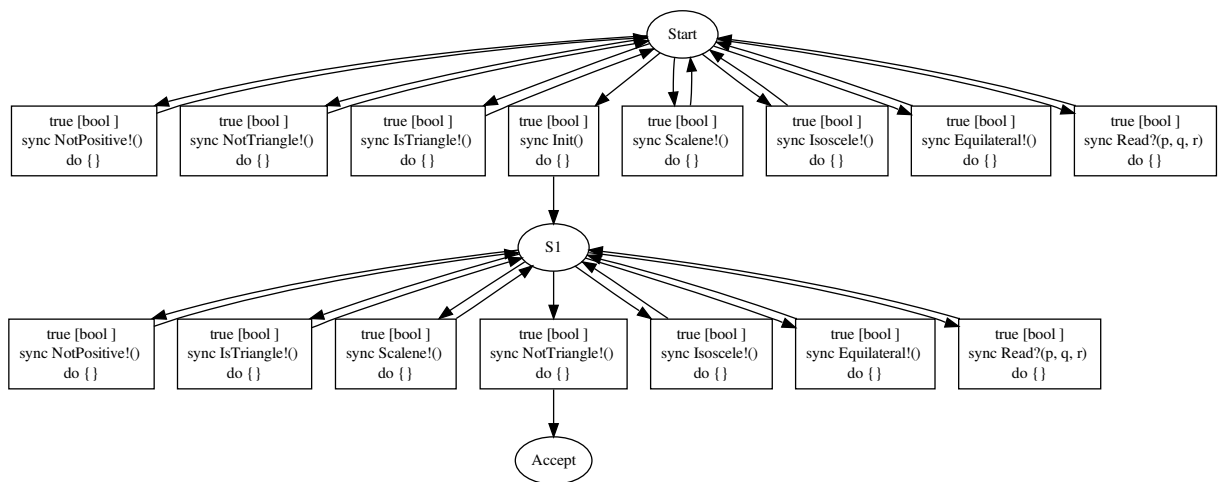 Start
true [bool ]
sync NotPositive!()
do { }
true [bool ]
sync NotTriangle!()
do { }
true [bool ]
sync IsTriangle!()
do { }
true [bool ]
sync Init()
do { }
true [bool ]
sync Scalene!()
do { }
true [bool ]
sync Isoscele!()
do { }
true [bool ]
sync Equilateral!()
do { }
true [bool ]
sync Read?(p, q, r)
do { }
S1
true [bool ]
sync NotPositive!()
do { }
true [bool ]
sync IsTriangle!()
do { }
true [bool ]
sync Scalene!()
do { }
true [bool ]
sync NotTriangle!()
do { }
true [bool ]
sync Isoscele!()
do { }
true [bool ]
sync Equilateral!()
do { }
true [bool ]
sync Read?(p, q, r)
do { }
Accept